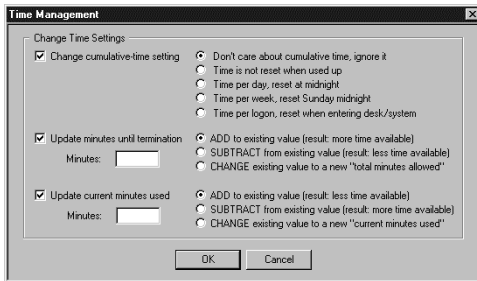 Time Management
Change Time Settings
Change cumulative-time setting
Don't care about cumulative time, ignore it
Time is not reset when used up
Time per day, reset at midnight
Time per week, reset Sunday midnight
Time per logon, reset when entering desk/system
Update minutes until termination
ADD to existing value (result: more time available)
Minutes:
SUBTRACT from existing value (result: less time available)
CHANGE existing value to a new "total minutes allowed"
Update current minutes used
ADD to existing value (result: less time available)
Minutes:
SUBTRACT from existing value (result: more time available)
CHANGE existing value to a new "current minutes used"
OK Cancel